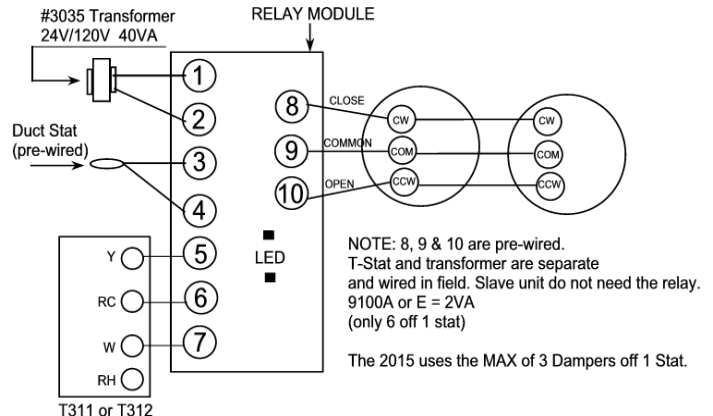 #3035 Transformer
24V/120V 40VA
RELAY MODULE
1
2
Duct Stat
(pre-wired)
3
4
Y
5
RC
6
W
7
RH
T311 or T312
8
CLOSE
9
COMMON
10
OPEN
LED
CW
COM
CCW
CW
COM
CCW
NOTE: 8, 9 & 10 are pre-wired.
T-Stat and transformer are separate
and wired in field. Slave unit do not need the relay.
9100A or E = 2VA
(only 6 off 1 stat)
The 2015 uses the MAX of 3 Dampers off 1 Stat.